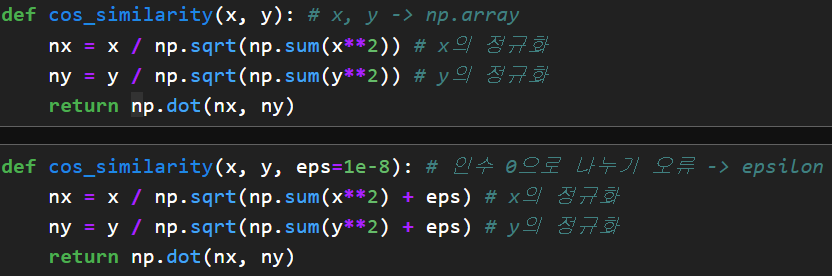 def cos_similarity(x, y): # x, y -> np.array
    nx = x / np.sqrt(np.sum(x**2)) # x의 정규화
    ny = y / np.sqrt(np.sum(y**2)) # y의 정규화
    return np.dot(nx, ny)
def cos_similarity(x, y, eps=1e-8): # 인수 0으로 나누기 오류 -> epsilon
    nx = x / np.sqrt(np.sum(x**2) + eps) # x의 정규화
    ny = y / np.sqrt(np.sum(y**2) + eps) # y의 정규화
    return np.dot(nx, ny)